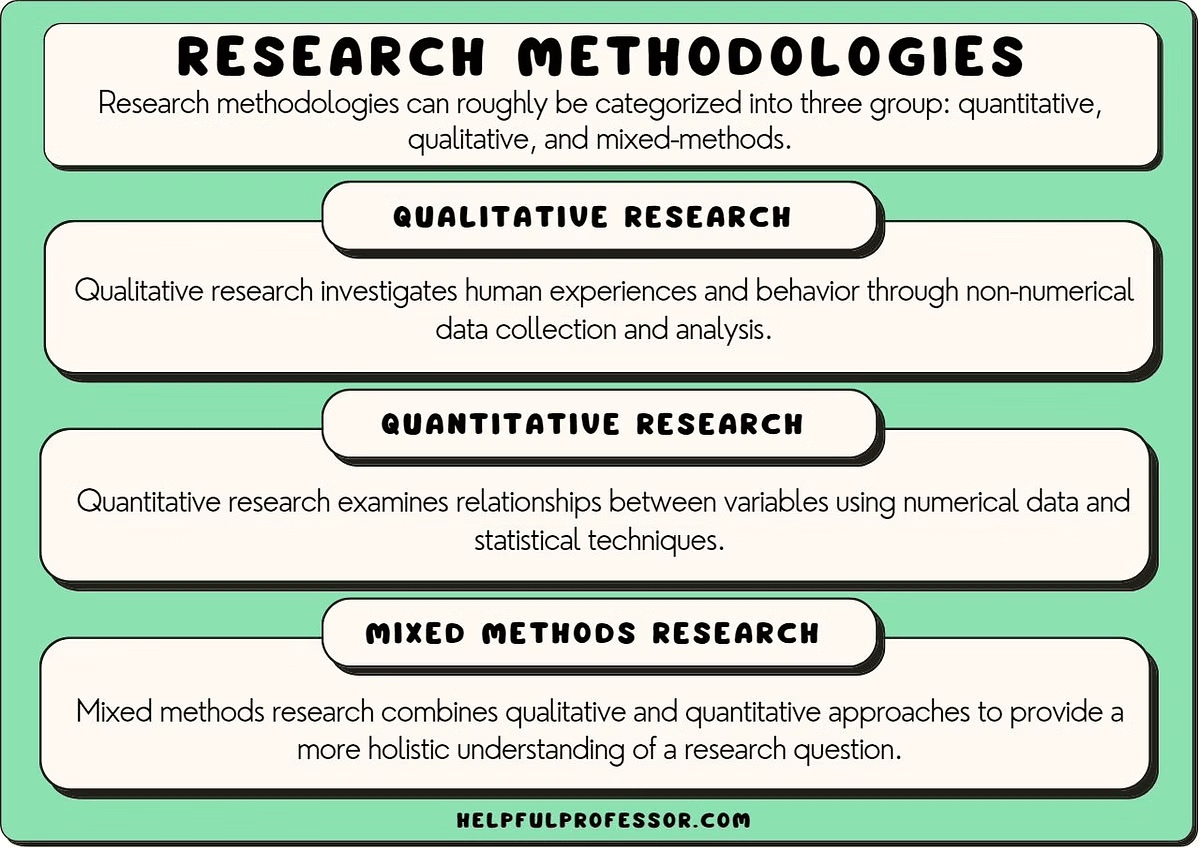 RESEARCH METHODOLOGIES
Research methodologies can roughly be categorized into three group: quantitative,
qualitative, and mixed-methods.
QUALITATIVE RESEARCH
Qualitative research investigates human experiences and behavior through non-numerical
data collection and analysis.
QUANTITATIVE RESEARCH
Quantitative research examines relationships between variables using numerical data and
statistical techniques.
MIXED METHODS RESEARCH
Mixed methods research combines qualitative and quantitative approaches to provide a
more holistic understanding of a research question.
HELPFULPROFESSOR.COM